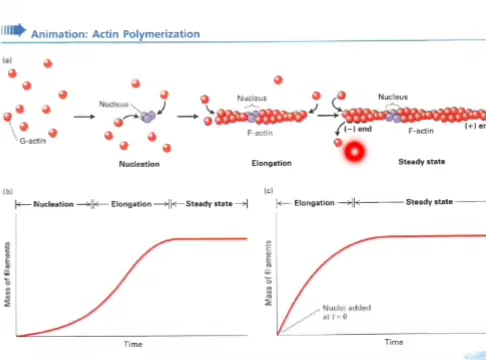 Animation: Actin Polymerization
(a)
Nucleus
Nucleus
Nucleus
G-actin
F-actin
(−) end
F-actin
(+) en
Nucleation
Elongation
Steady state
(b)
Nucleation
Elongation
Steady state
Mass of filaments
Time
(c)
Elongation
Steady state
Mass of filaments
Nuclei added
at t = 0
Time